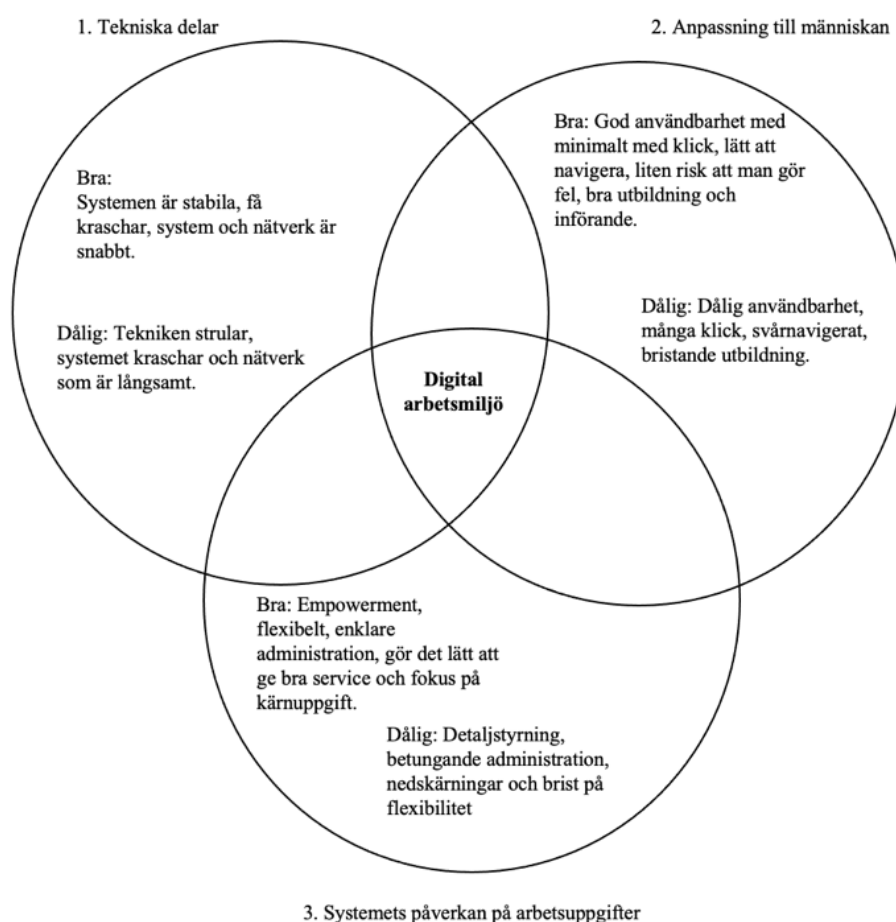 1. Tekniska delar
2. Anpassning till människan
Bra:
Systemen är stabila, få
kraschar, system och nätverk är
snabbt.
Dålig: Tekniken strular,
systemet kraschar och nätverk
som är långsamt.
Bra: God användbarhet med
minimalt med klick, lätt att
navigera, liten risk att man gör
fel, bra utbildning och
införande.
Dålig: Dålig användbarhet,
många klick, svårnavigerat,
bristande utbildning.
Digital
arbetsmiljö
Bra: Empowerment,
flexibelt, enklare
administration, gör det lätt att
ge bra service och fokus på
kärnuppgift.
Dålig: Detaljstyrning,
betungande administration,
nedskärningar och brist på
flexibilitet
3. Systemets påverkan på arbetsuppgifter